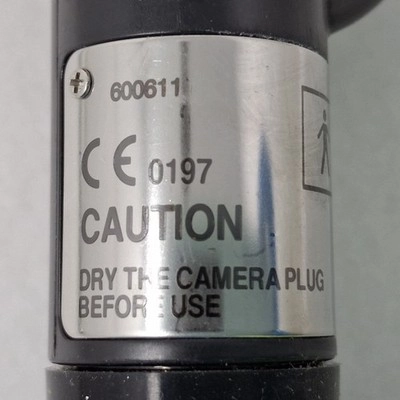 600611
CE 0197
CAUTION
DRY THE CAMERA PLUG
BEFORE USE